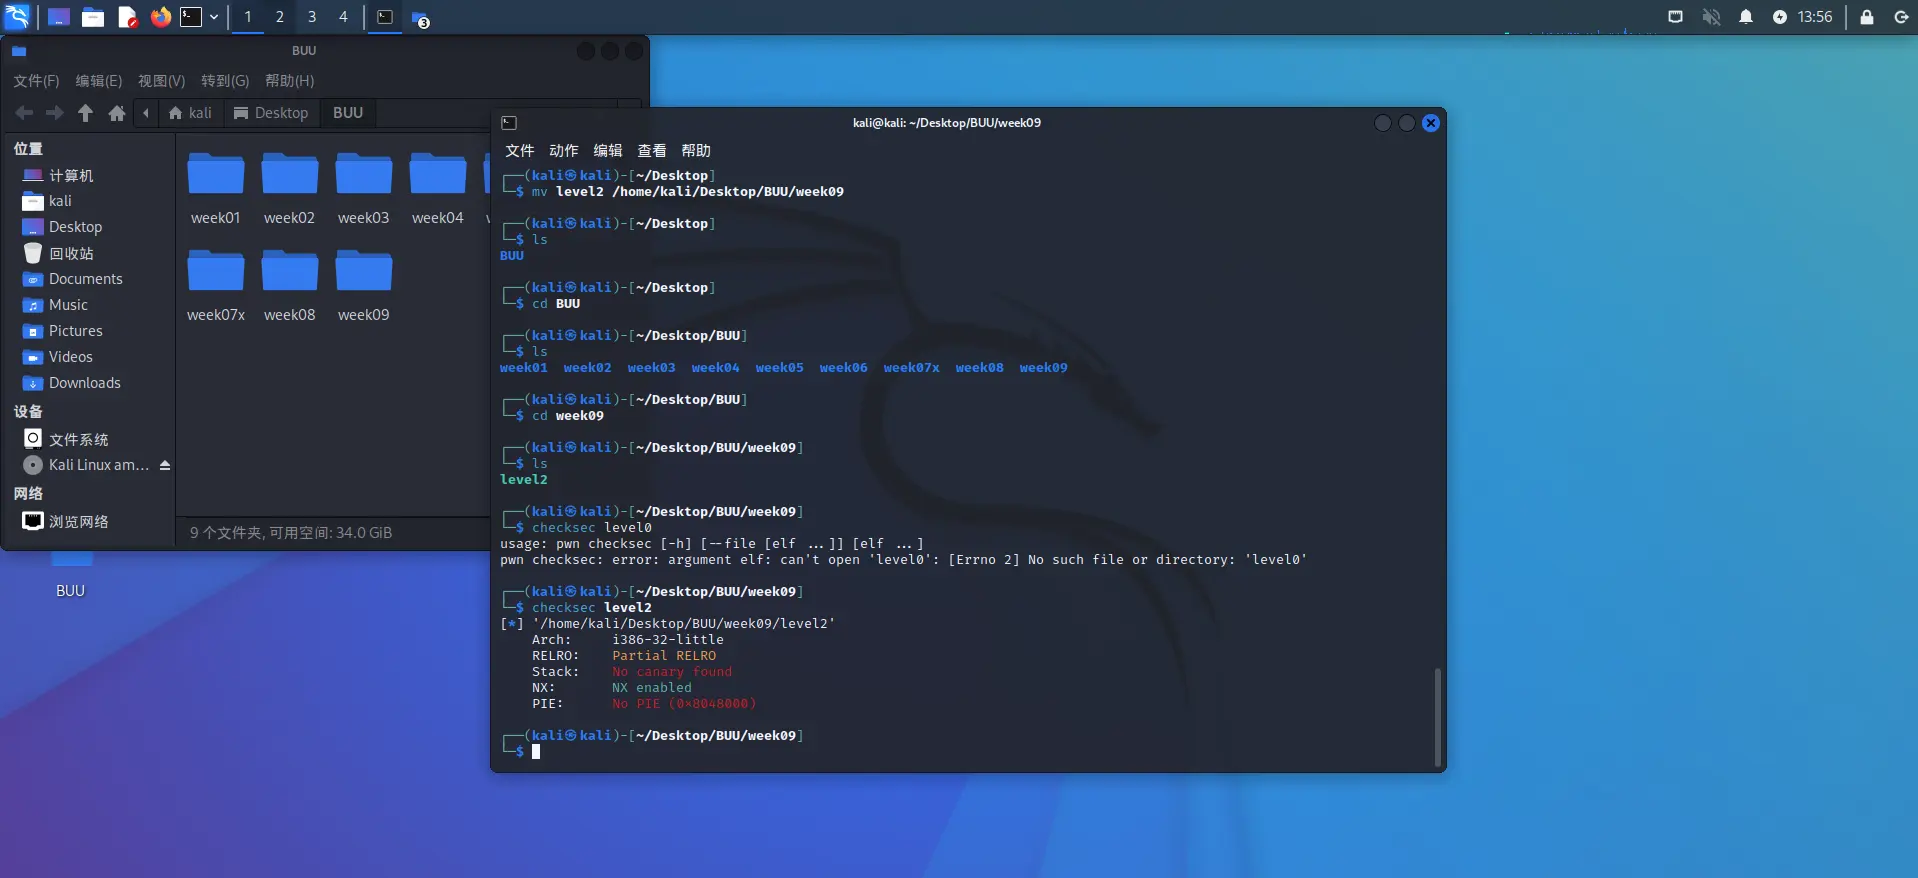 1 2 3 4
3
13:56
BUU
文件(F) 编辑(E) 视图(V) 转到(G) 帮助(H)
kali Desktop BUU
位置
计算机
kali
Desktop
回收站
Documents
Music
Pictures
Videos
Downloads
设备
文件系统
Kali Linux am...
网络
浏览网络
week01 week02 week03 week04
week07x week08 week09
9 个文件夹, 可用空间: 34.0 GiB
BUU
kali@kali: ~/Desktop/BUU/week09
文件 动作 编辑 查看 帮助
┌──(kali㉿kali)-[~/Desktop]
└─$ mv level2 /home/kali/Desktop/BUU/week09
┌──(kali㉿kali)-[~/Desktop]
└─$ ls
BUU
┌──(kali㉿kali)-[~/Desktop]
└─$ cd BUU
┌──(kali㉿kali)-[~/Desktop/BUU]
└─$ ls
week01 week02 week03 week04 week05 week06 week07x week08 week09
┌──(kali㉿kali)-[~/Desktop/BUU]
└─$ cd week09
┌──(kali㉿kali)-[~/Desktop/BUU/week09]
└─$ ls
level2
┌──(kali㉿kali)-[~/Desktop/BUU/week09]
└─$ checksec level0
usage: pwn checksec [-h] [--file [elf ...]] [elf ...]
pwn checksec: error: argument elf: can't open 'level0': [Errno 2] No such file or directory: 'level0'
┌──(kali㉿kali)-[~/Desktop/BUU/week09]
└─$ checksec level2
[*] '/home/kali/Desktop/BUU/week09/level2'
Arch: i386-32-little
RELRO: Partial RELRO
Stack: No canary found
NX: NX enabled
PIE: No PIE (0x8048000)
┌──(kali㉿kali)-[~/Desktop/BUU/week09]
└─$